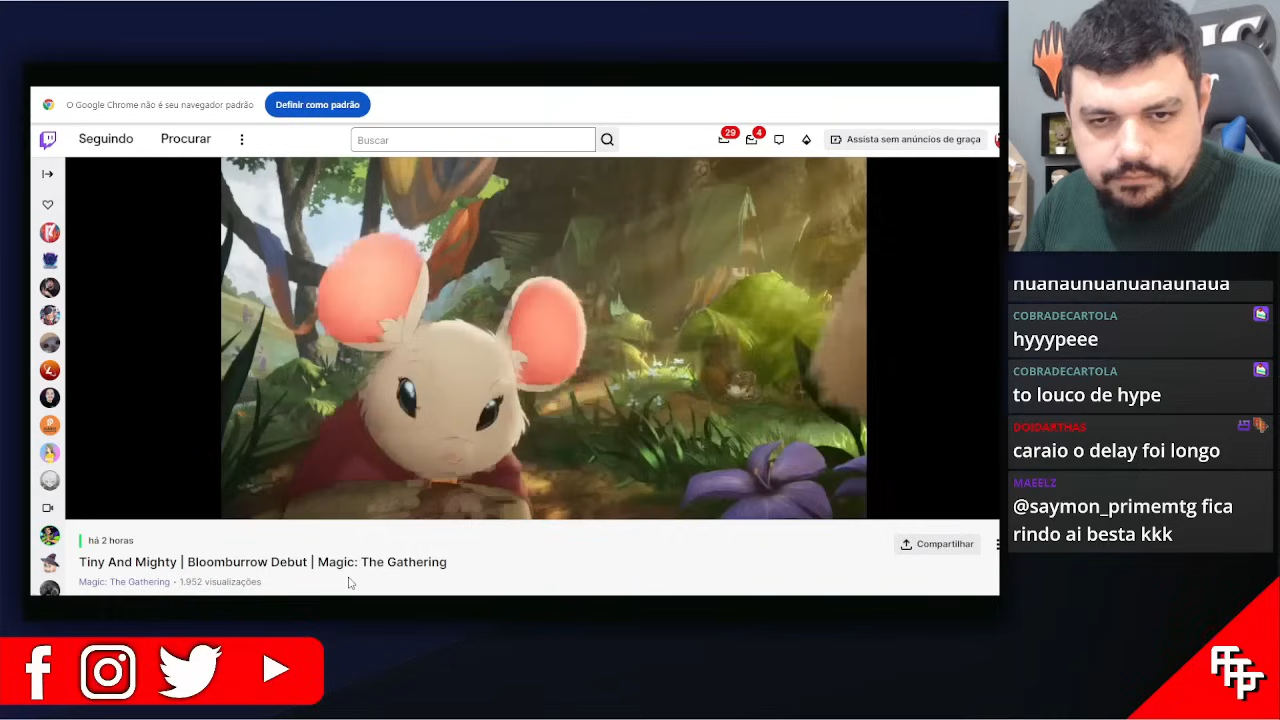 O Google Chrome não é seu navegador padrão
Definir como padrão
Seguindo
Procurar
Buscar
29
4
Assista sem anúncios de graça
há 2 horas
Tiny And Mighty | Bloomburrow Debut | Magic: The Gathering
Magic: The Gathering • 1.952 visualizações
Compartilhar
huahauhuahuahauhaua
COBRADECARTOLA
hyyypeee
COBRADECARTOLA
to louco de hype
DOIDARTHAS
caraio o delay foi longo
MAEELZ
@saymon_primemtg fica
rindo ai besta kkk